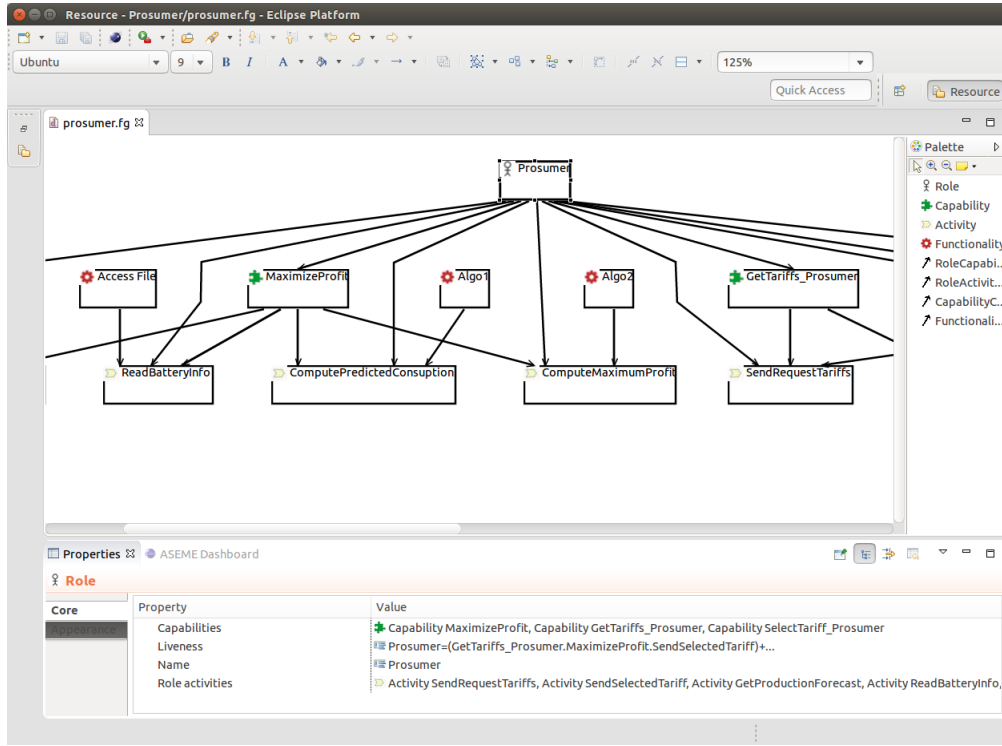 Resource - Prosumer/prosumer.fg - Eclipse Platform
Ubuntu 9 B I A 125%
Quick Access Resource
prosumer.fg
Palette
Role
Capability
Activity
Functionality
RoleCapabi...
RoleActivit...
CapabilityC...
Functionali...
Prosumer
Access File MaximizeProfit Algo1 Algo2 GetTariffs_Prosumer
ReadBatteryInfo ComputePredictedConsuption ComputeMaximumProfit SendRequestTariffs
Properties ASEME Dashboard
Role
Core
Appearance
Property Value
Capabilities Capability MaximizeProfit, Capability GetTariffs_Prosumer, Capability SelectTariff_Prosumer
Liveness Prosumer=(GetTariffs_Prosumer.MaximizeProfit.SendSelectedTariff)+...
Name Prosumer
Role activities Activity SendRequestTariffs, Activity SendSelectedTariff, Activity GetProductionForecast, Activity ReadBatteryInfo,